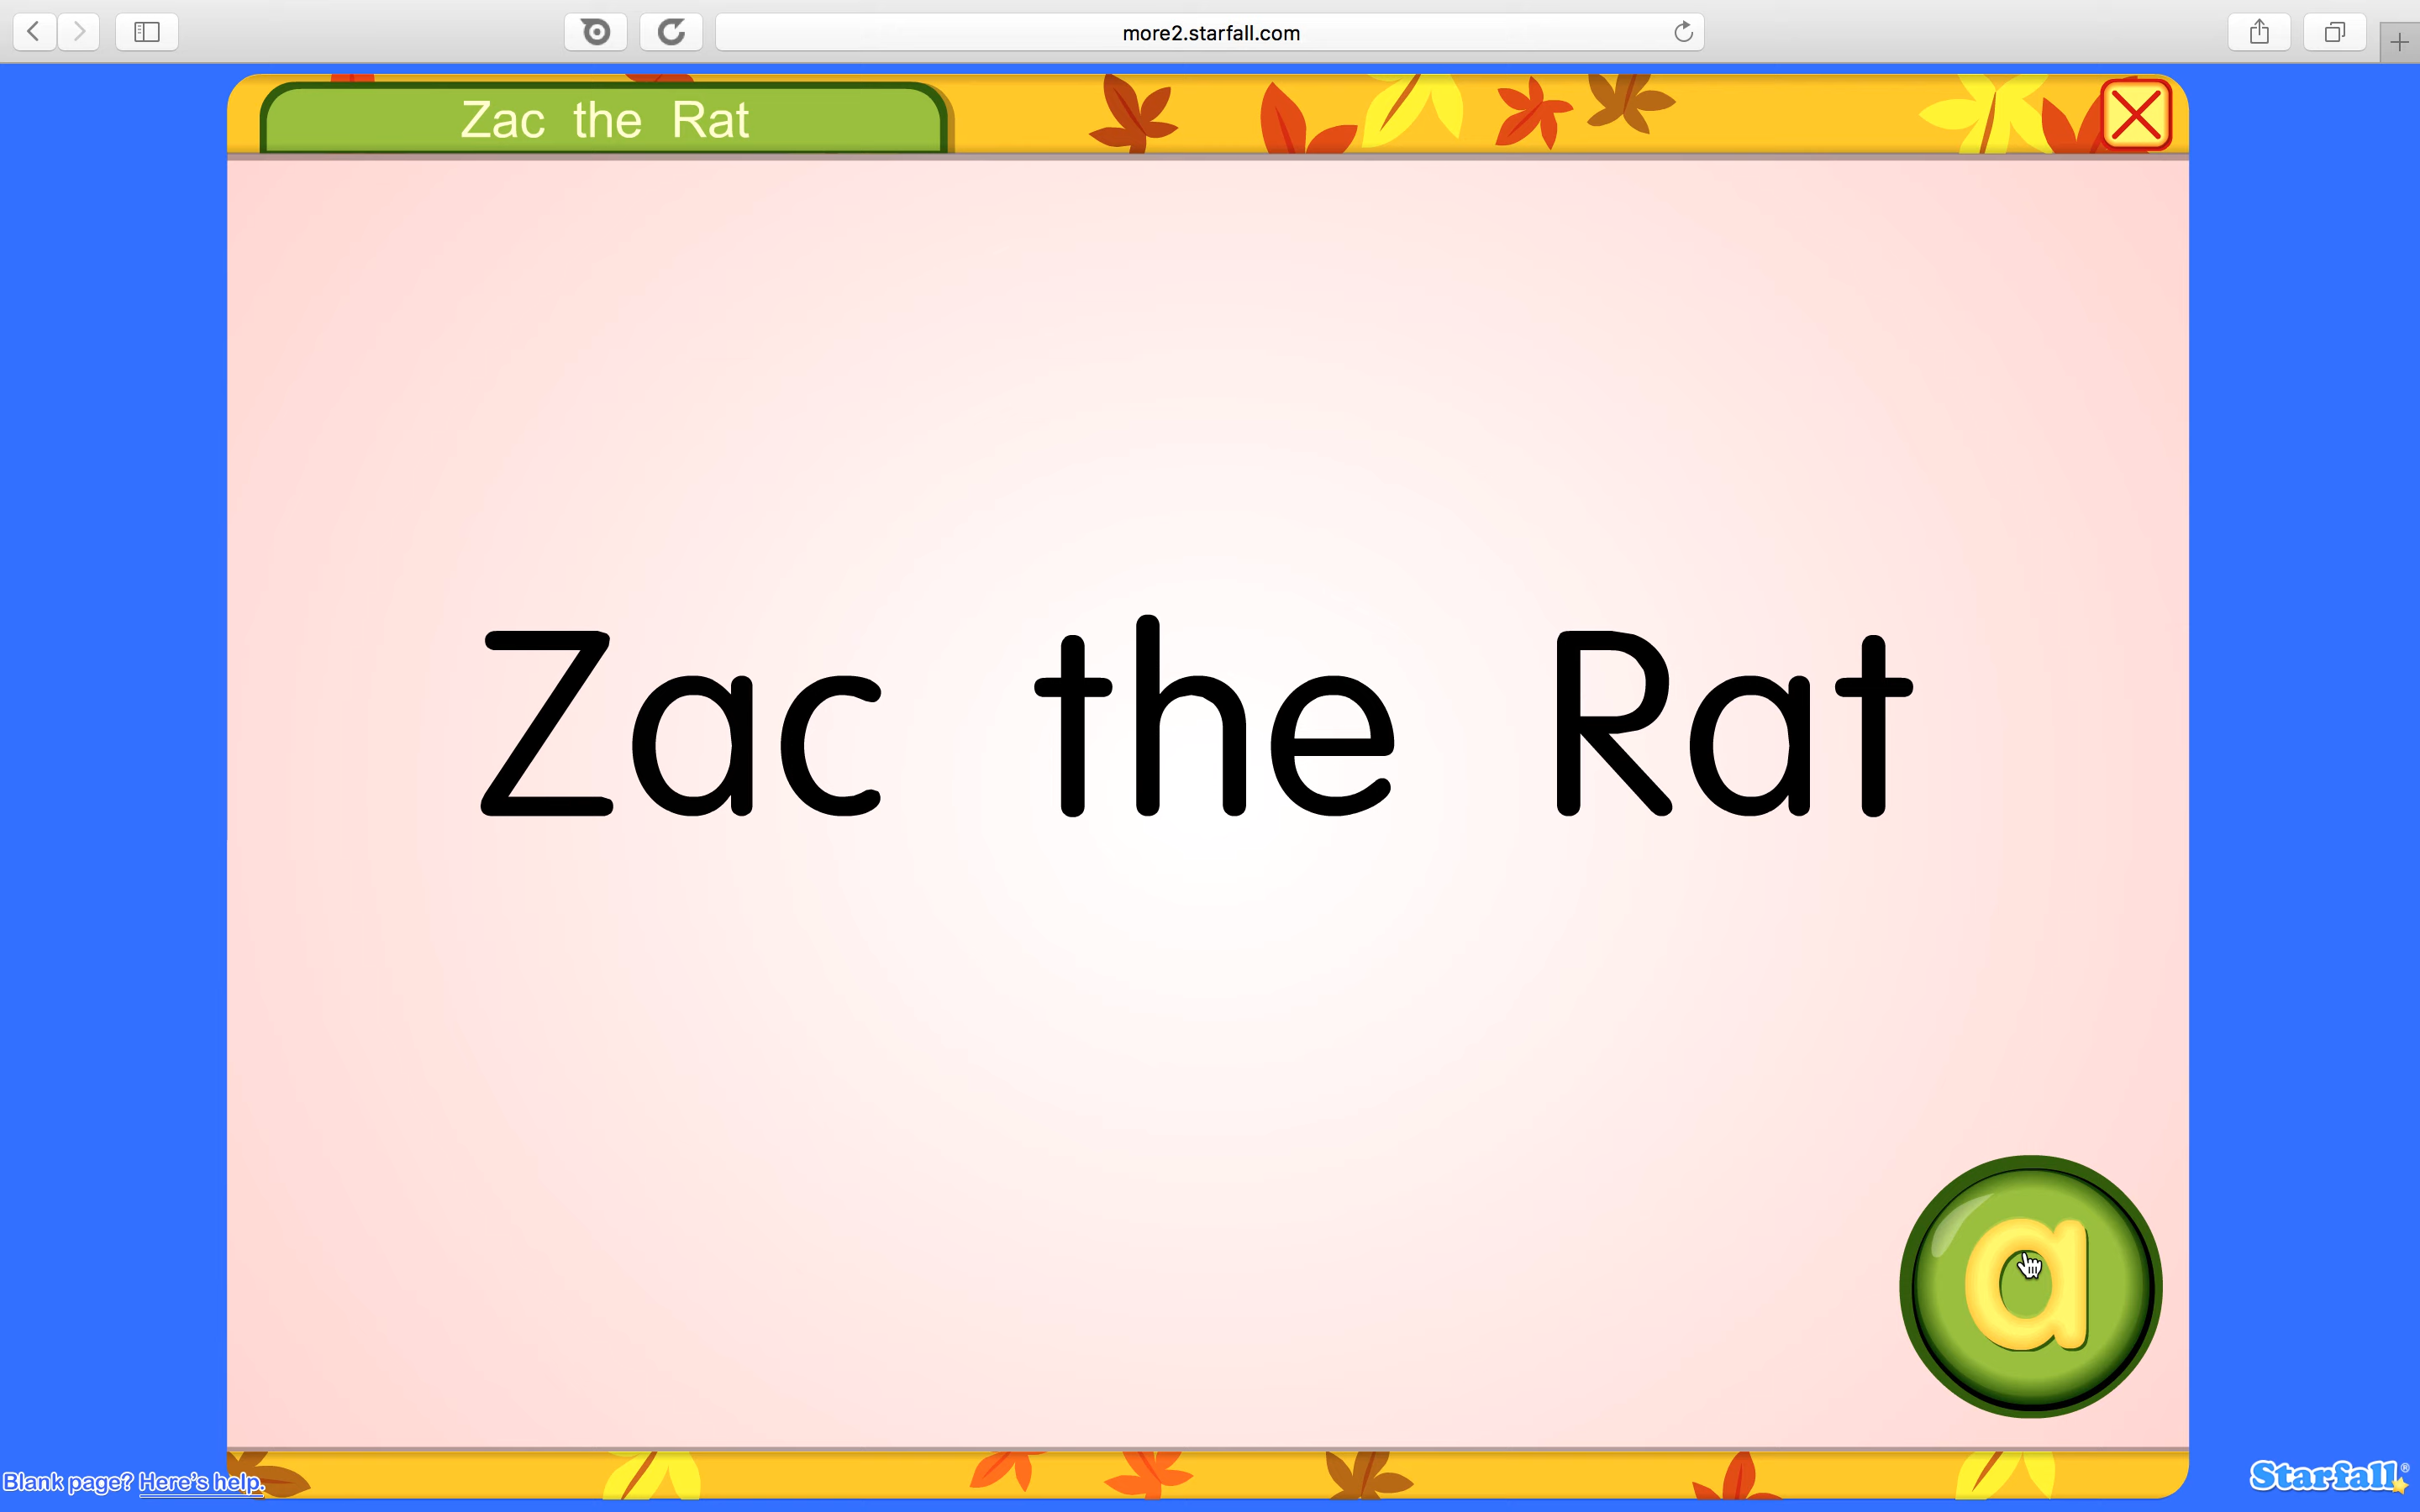 more2.starfall.com
Zac the Rat
Zac the Rat
a
Blank page? Here's help.
Starfall®